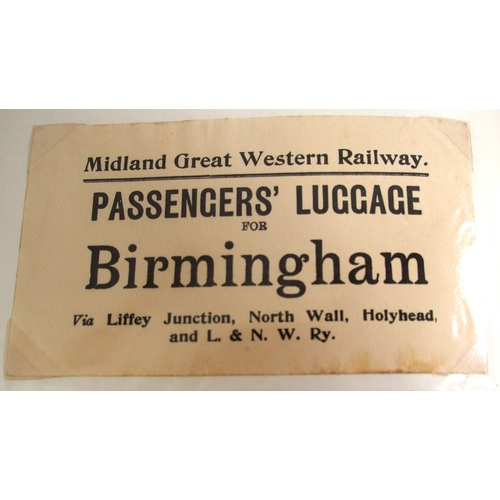 Midland Great Western Railway.
PASSENGERS' LUGGAGE
FOR
Birmingham
Via Liffey Junction, North Wall, Holyhead,
and L. & N. W. Ry.